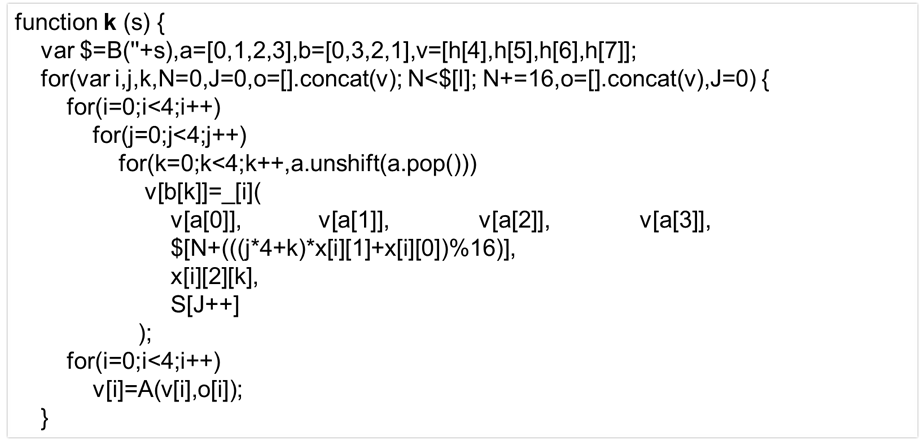 function k (s) {
var $=B(''+s),a=[0,1,2,3],b=[0,3,2,1],v=[h[4],h[5],h[6],h[7]];
for(var i,j,k,N=0,J=0,o=[].concat(v); N<$[l]; N+=16,o=[].concat(v),J=0) {
for(i=0;i<4;i++)
for(j=0;j<4;j++)
for(k=0;k<4;k++,a.unshift(a.pop()))
v[b[k]]=_[i](
v[a[0]], v[a[1]], v[a[2]], v[a[3]],
$[N+(((j*4+k)*x[i][1]+x[i][0])%16)],
x[i][2][k],
S[J++]
);
for(i=0;i<4;i++)
v[i]=A(v[i],o[i]);
}